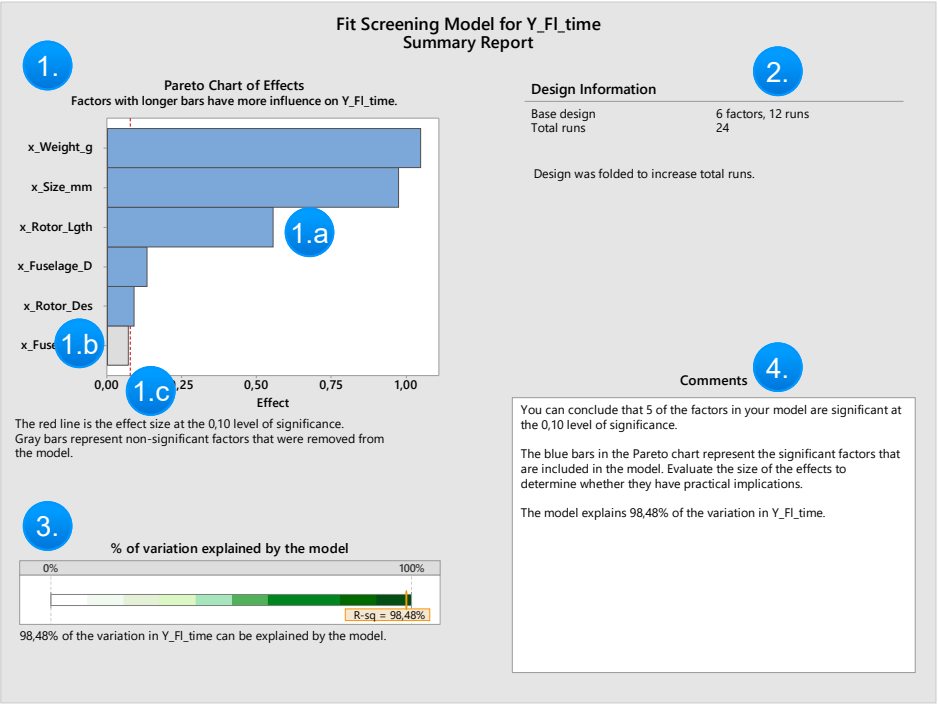 Fit Screening Model for Y_Fl_time
Summary Report
1.
Pareto Chart of Effects
Factors with longer bars have more influence on Y_Fl_time.
x_Weight_g
x_Size_mm
x_Rotor_Lgth
1.a
x_Fuselage_D
x_Rotor_Des
1.b
0,00
1.c
0,50
0,75
1,00
Effect
The red line is the effect size at the 0,10 level of significance.
Gray bars represent non-significant factors that were removed from
the model.
2.
Design Information
Base design 6 factors, 12 runs
Total runs 24
Design was folded to increase total runs.
3.
% of variation explained by the model
0% 100%
R-sq = 98,48%
98,48% of the variation in Y_Fl_time can be explained by the model.
4.
Comments
You can conclude that 5 of the factors in your model are significant at
the 0,10 level of significance.
The blue bars in the Pareto chart represent the significant factors that
are included in the model. Evaluate the size of the effects to
determine whether they have practical implications.
The model explains 98,48% of the variation in Y_Fl_time.